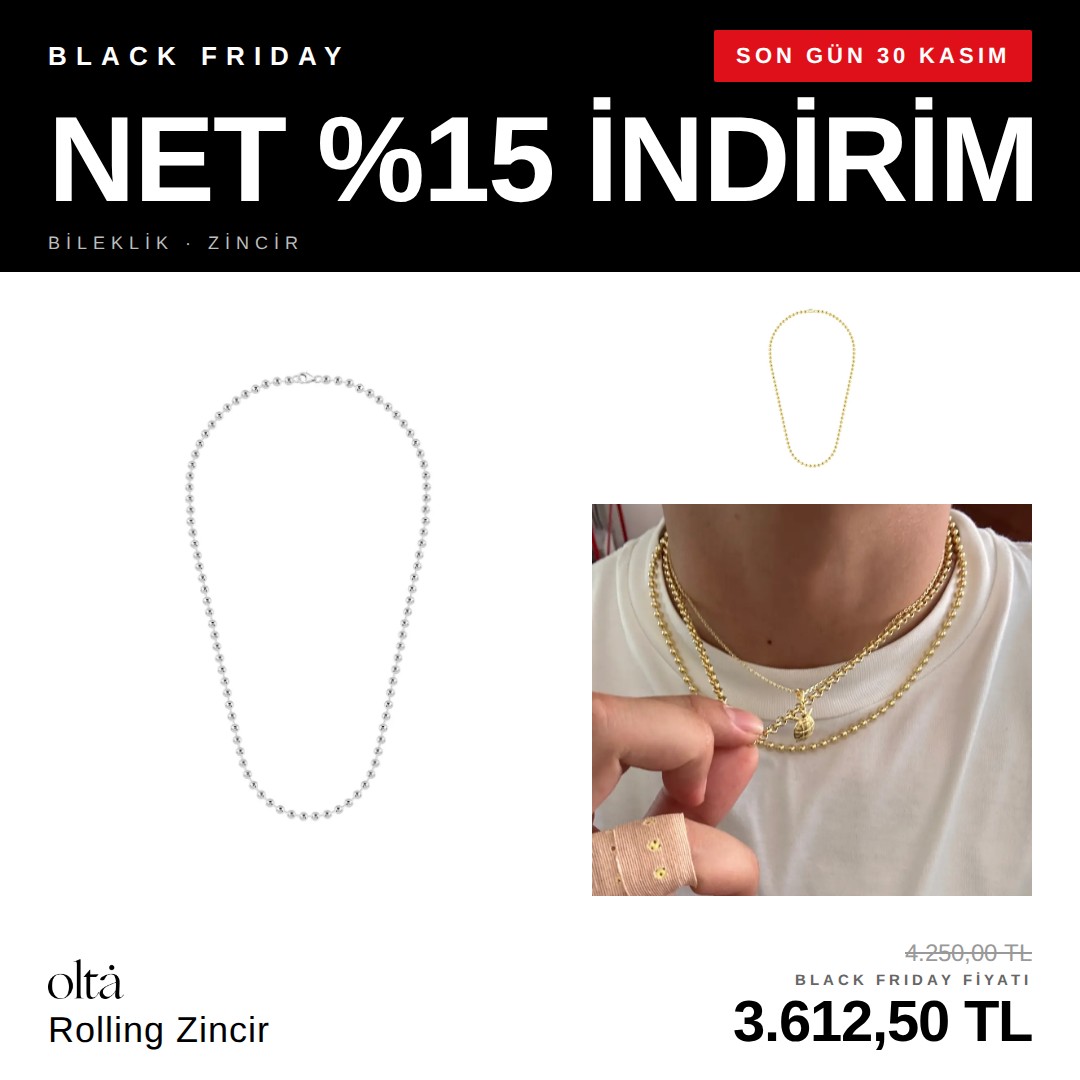 BLACK FRIDAY
SON GÜN 30 KASIM
NET %15 İNDİRİM
BİLEKLİK · ZİNCİR
olta
Rolling Zincir
4.250,00 TL
BLACK FRIDAY FİYATI
3.612,50 TL